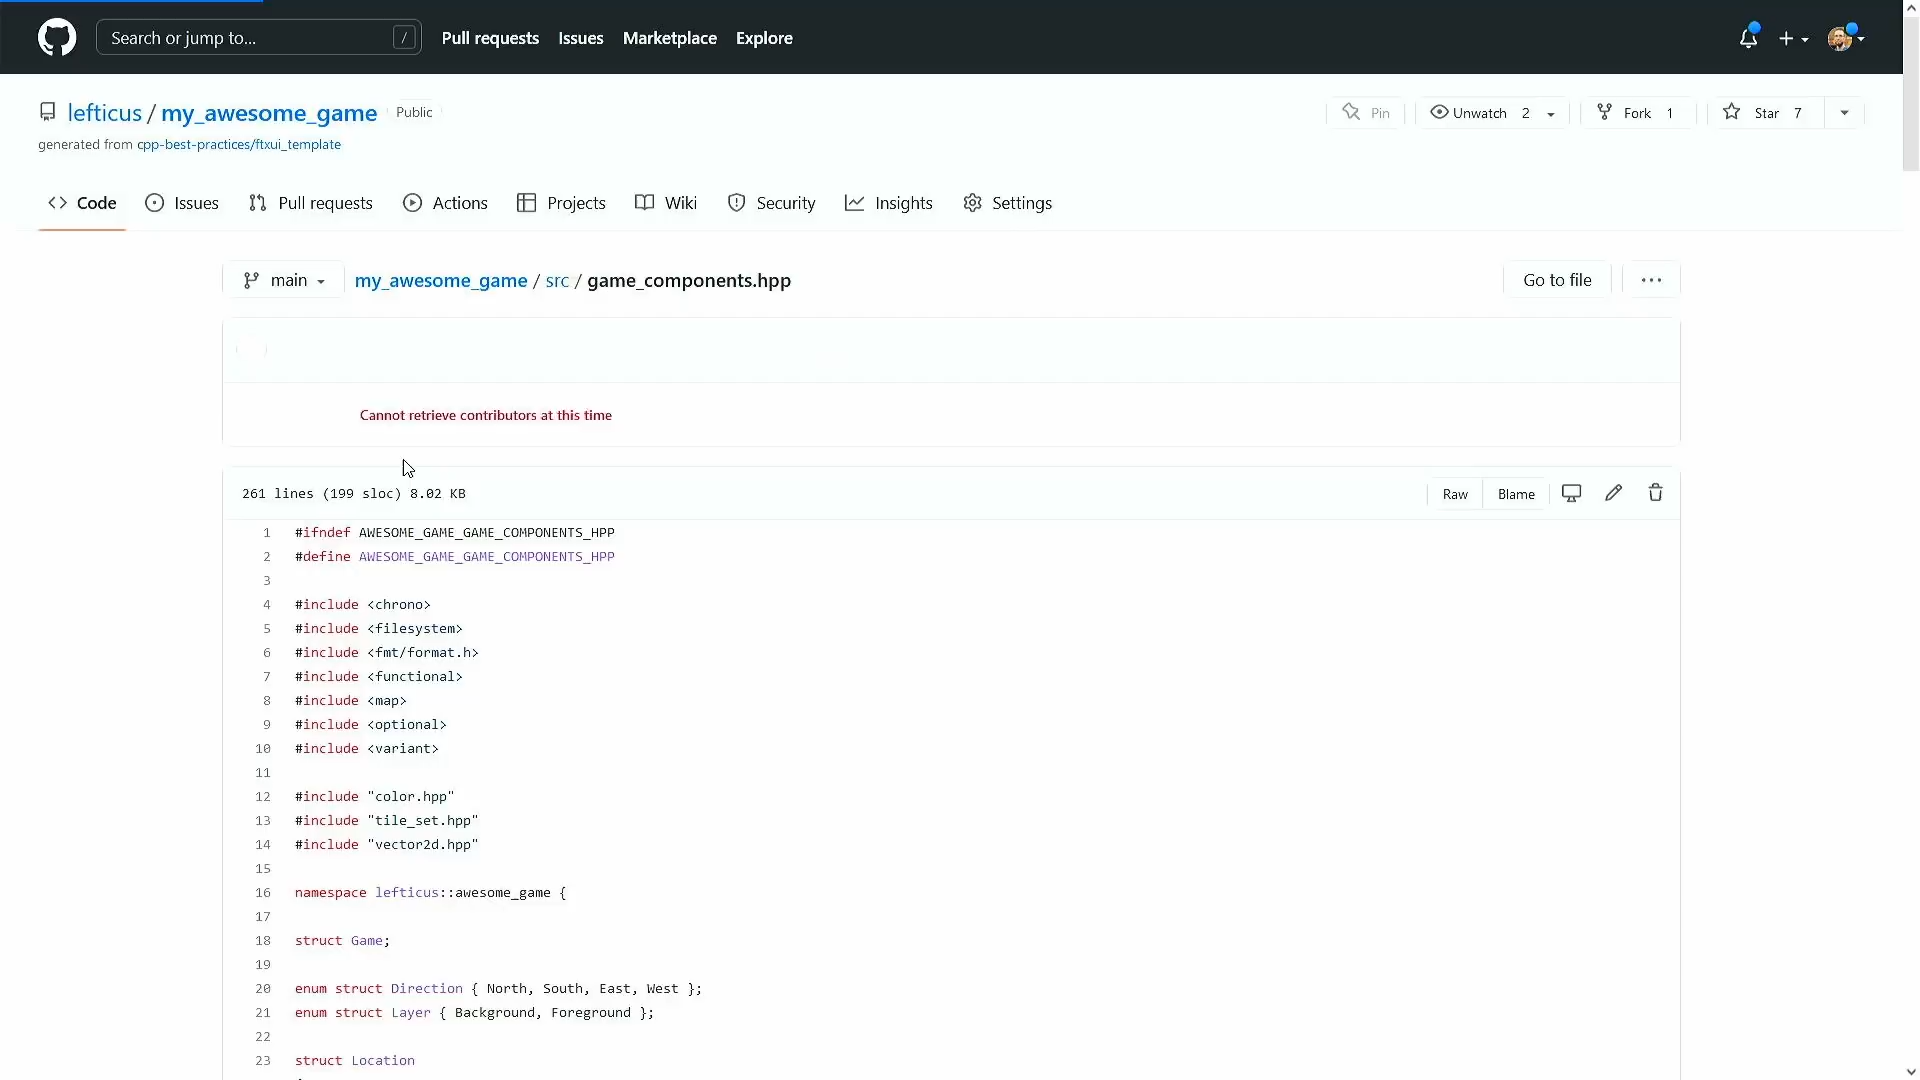 Search or jump to... /
Pull requests Issues Marketplace Explore
lefticus / my_awesome_game Public
Pin Unwatch 2 Fork 1 Star 7
generated from cpp-best-practices/ftxui_template
Code Issues Pull requests Actions Projects Wiki Security Insights Settings
main my_awesome_game / src / game_components.hpp Go to file ...
Cannot retrieve contributors at this time
261 lines (199 sloc) 8.02 KB Raw Blame
1 #ifndef AWESOME_GAME_GAME_COMPONENTS_HPP
2 #define AWESOME_GAME_GAME_COMPONENTS_HPP
3
4 #include <chrono>
5 #include <filesystem>
6 #include <fmt/format.h>
7 #include <functional>
8 #include <map>
9 #include <optional>
10 #include <variant>
11
12 #include "color.hpp"
13 #include "tile_set.hpp"
14 #include "vector2d.hpp"
15
16 namespace lefticus::awesome_game {
17
18 struct Game;
19
20 enum struct Direction { North, South, East, West };
21 enum struct Layer { Background, Foreground };
22
23 struct Location